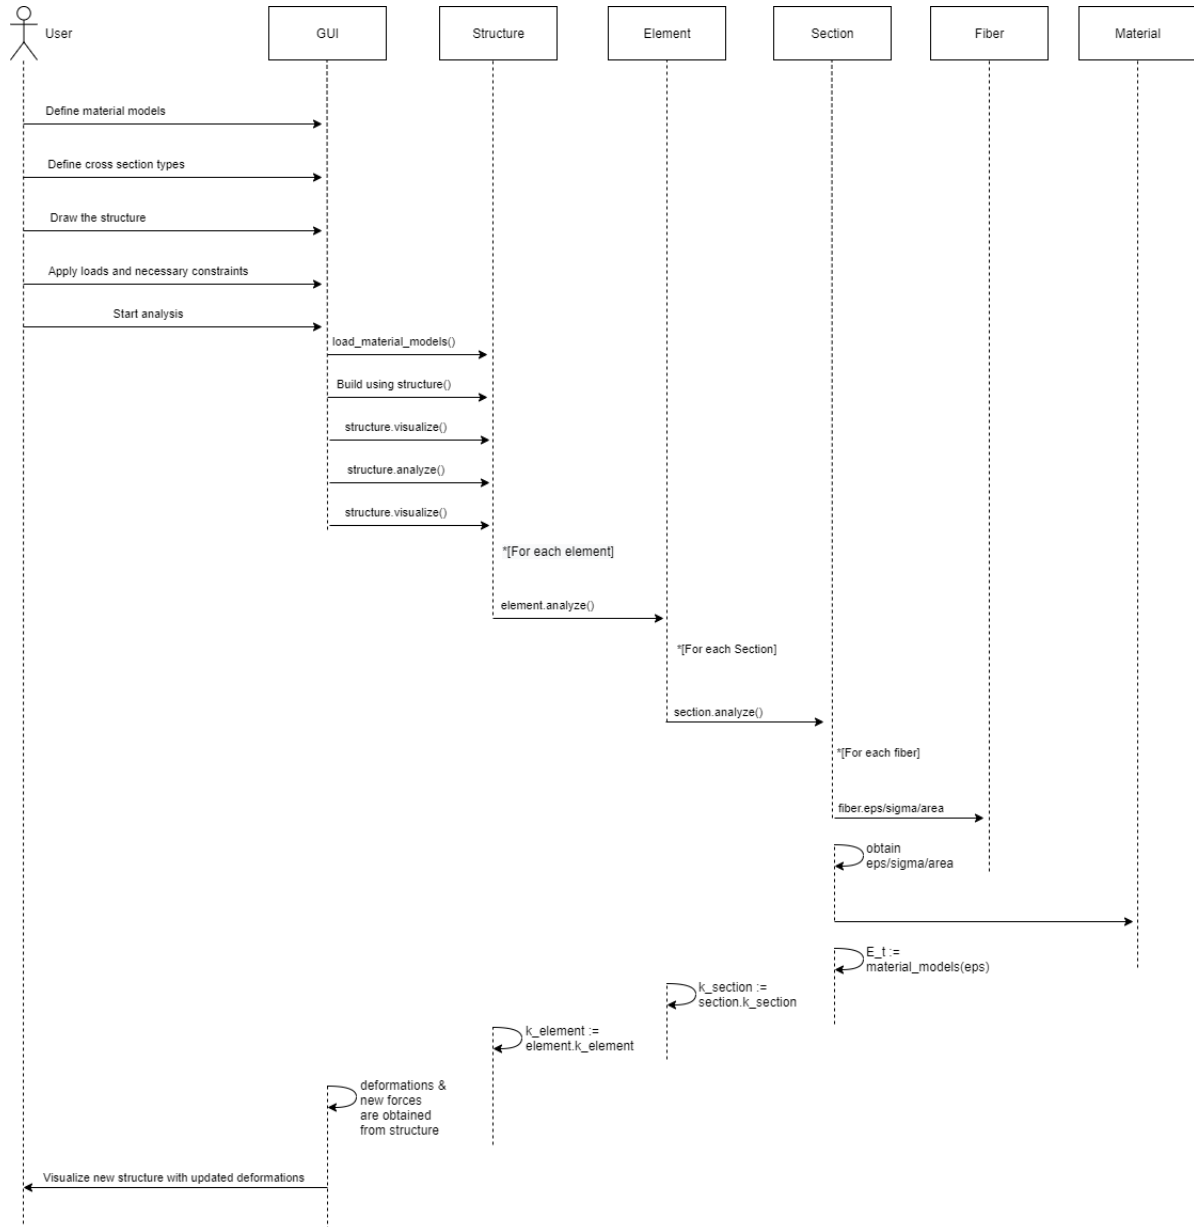 User
GUI
Structure
Element
Section
Fiber
Material
Define material models
Define cross section types
Draw the structure
Apply loads and necessary constraints
Start analysis
load_material_models()
Build using structure()
structure.visualize()
structure.analyze()
structure.visualize()
*[For each element]
element.analyze()
*[For each Section]
section.analyze()
*[For each fiber]
fiber.eps/sigma/area
obtain
eps/sigma/area
E_t :=
material_models(eps)
k_section :=
section.k_section
k_element :=
element.k_element
deformations &
new forces
are obtained
from structure
Visualize new structure with updated deformations